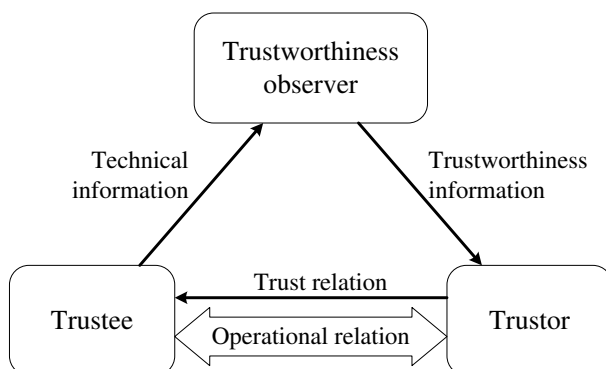 Trustworthiness
observer
Technical
information
Trustworthiness
information
Trust relation
Trustee
Operational relation
Trustor